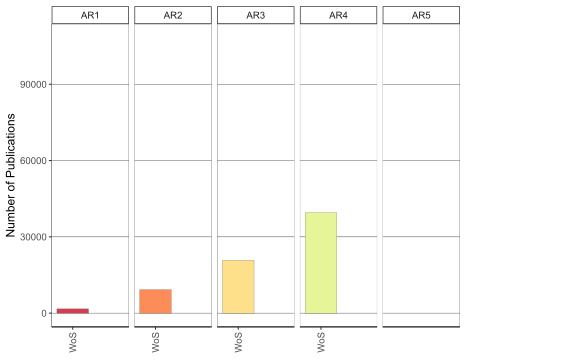 AR1 AR2 AR3 AR4 AR5
Number of Publications
90000
60000
30000
0
WoS WoS WoS WoS